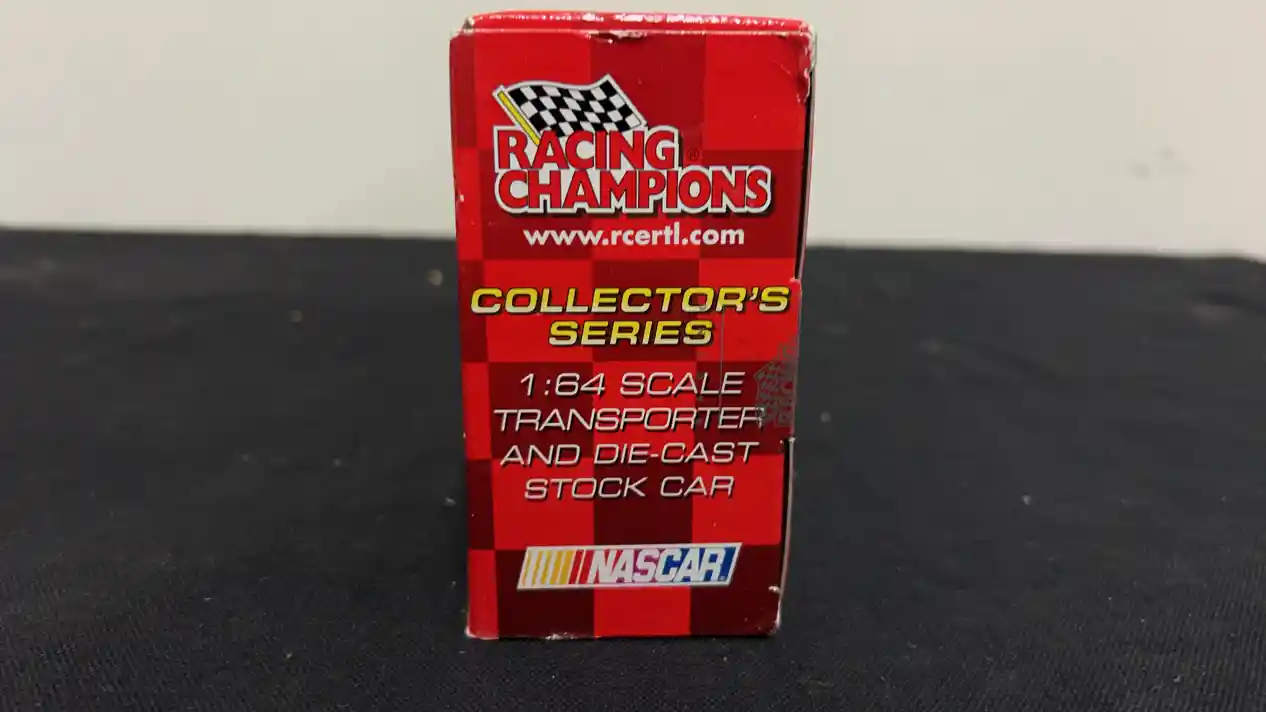 RACING
CHAMPIONS®
www.rcertl.com
COLLECTOR'S
SERIES
1:64 SCALE
TRANSPORTER
AND DIE-CAST
STOCK CAR
NASCAR